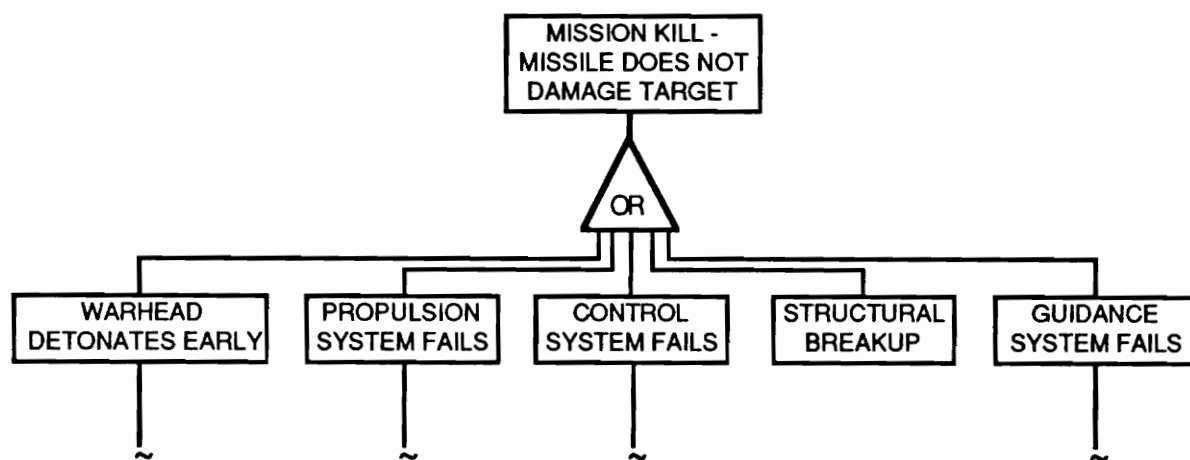 MISSION KILL -
MISSILE DOES NOT
DAMAGE TARGET
OR
WARHEAD
DETONATES EARLY
PROPULSION
SYSTEM FAILS
CONTROL
SYSTEM FAILS
STRUCTURAL
BREAKUP
GUIDANCE
SYSTEM FAILS
~
~
~
~